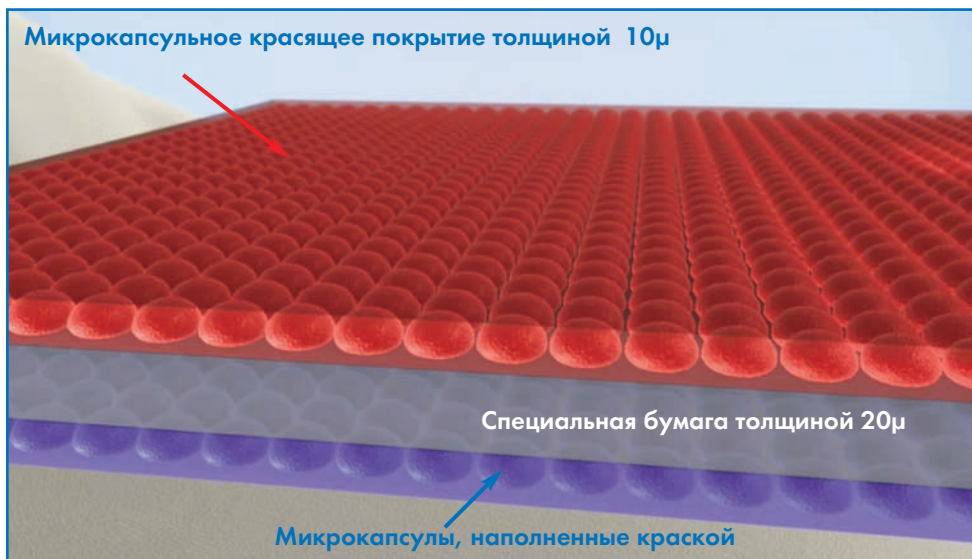 Микрокапсульное красящее покрытие толщиной 10μ
Специальная бумага толщиной 20μ
Микрокапсулы, наполненные краской